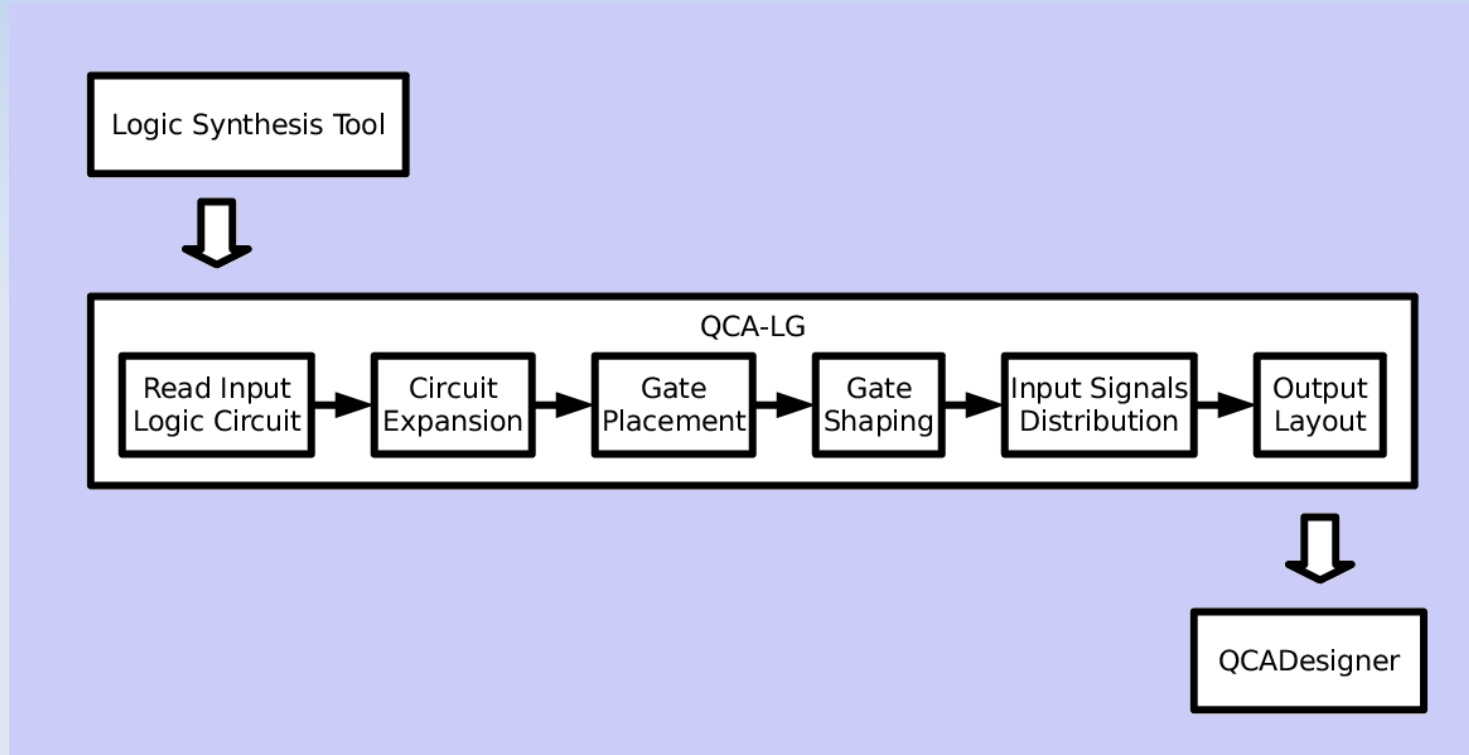 Logic Synthesis Tool
QCA-LG
Read Input
Logic Circuit
Circuit
Expansion
Gate
Placement
Gate
Shaping
Input Signals
Distribution
Output
Layout
QCADesigner